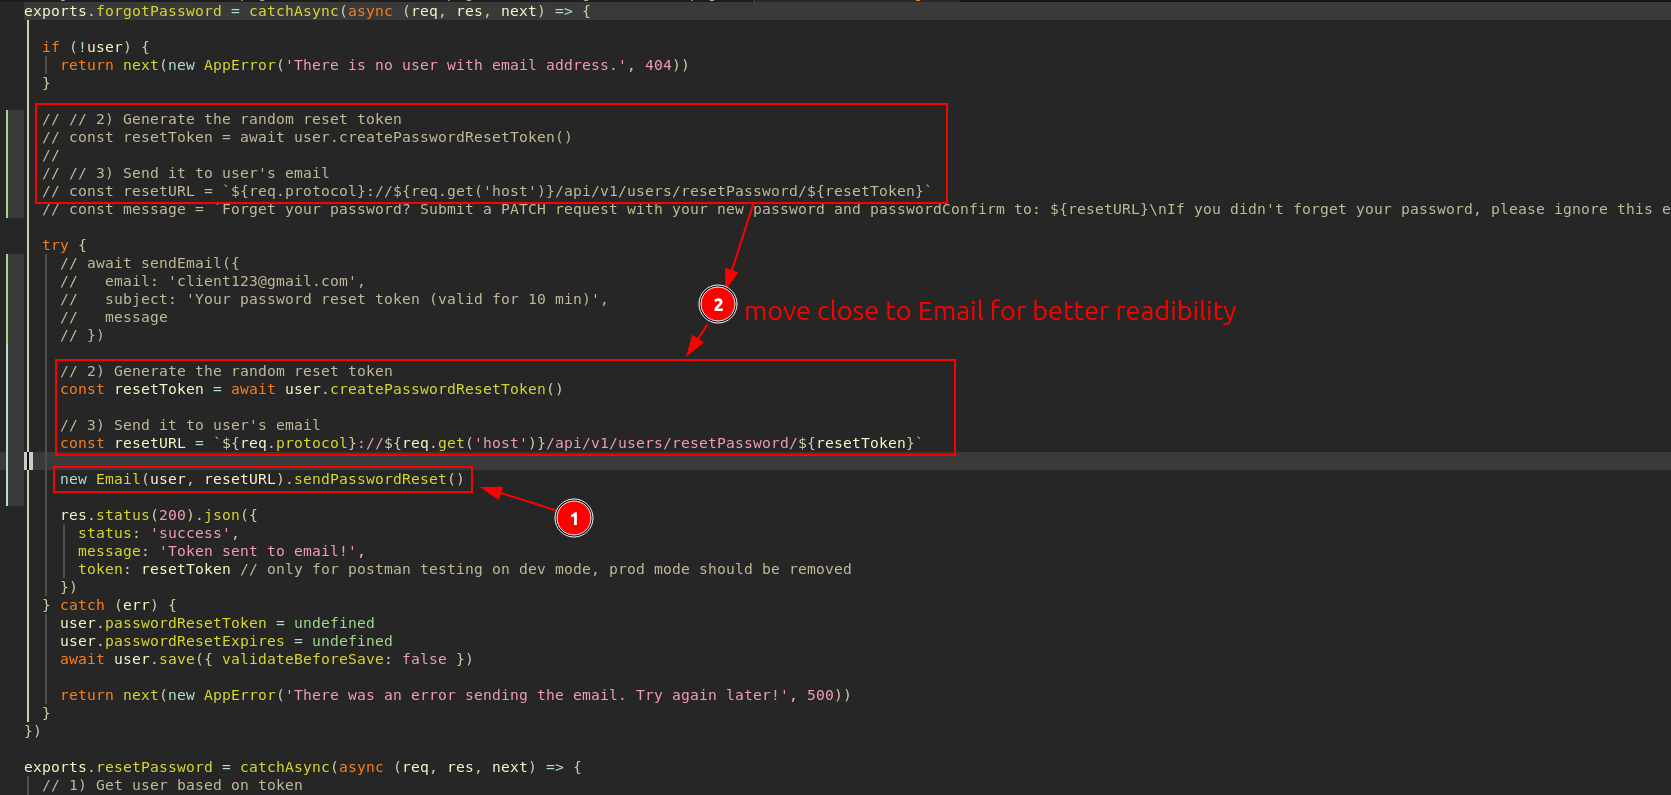 exports.forgotPassword = catchAsync(async (req, res, next) => {
if (!user) {
return next(new AppError('There is no user with email address.', 404))
}
// // 2) Generate the random reset token
// const resetToken = await user.createPasswordResetToken()
//
// // 3) Send it to user's email
// const resetURL = `${req.protocol}://${req.get('host')}/api/v1/users/resetPassword/${resetToken}`
// const message = `Forget your password? Submit a PATCH request with your new password and passwordConfirm to: ${resetURL}\nIf you didn't forget your password, please ignore this e
try {
// await sendEmail({
//   email: 'client123@gmail.com',
//   subject: 'Your password reset token (valid for 10 min)',
2 move close to Email for better readibility
//   message
// })
// 2) Generate the random reset token
const resetToken = await user.createPasswordResetToken()
// 3) Send it to user's email
const resetURL = `${req.protocol}://${req.get('host')}/api/v1/users/resetPassword/${resetToken}`
new Email(user, resetURL).sendPasswordReset()
1
res.status(200).json({
status: 'success',
message: 'Token sent to email!',
token: resetToken // only for postman testing on dev mode, prod mode should be removed
})
} catch (err) {
user.passwordResetToken = undefined
user.passwordResetExpires = undefined
await user.save({ validateBeforeSave: false })
return next(new AppError('There was an error sending the email. Try again later!', 500))
}
})
exports.resetPassword = catchAsync(async (req, res, next) => {
// 1) Get user based on token